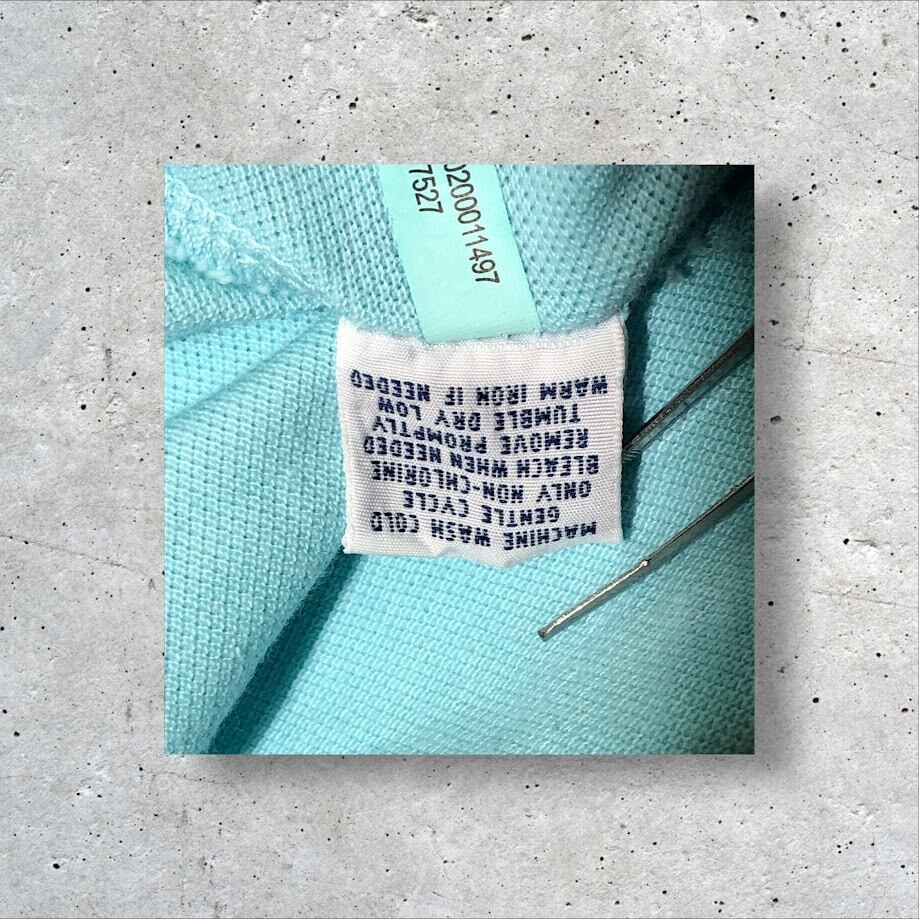 0200011497
7527
MACHINE WASH COLD
GENTLE CYCLE
ONLY NON-CHLORINE
BLEACH WHEN NEEDED
REMOVE PROMPTLY
TUMBLE DRY LOW
WARM IRON IF NEEDED